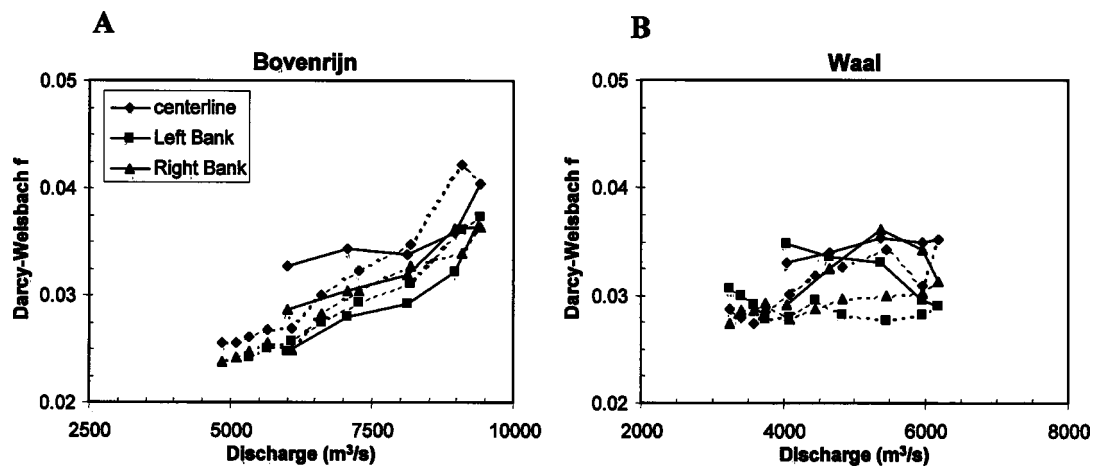 A
Bovenrijn
0.05
0.04
0.03
0.02
Darcy-Weisbach f
centerline
Left Bank
Right Bank
2500
5000
7500
10000
Discharge (m³/s)
B
Waal
0.05
0.04
0.03
0.02
Darcy-Weisbach f
2000
4000
6000
8000
Discharge (m³/s)